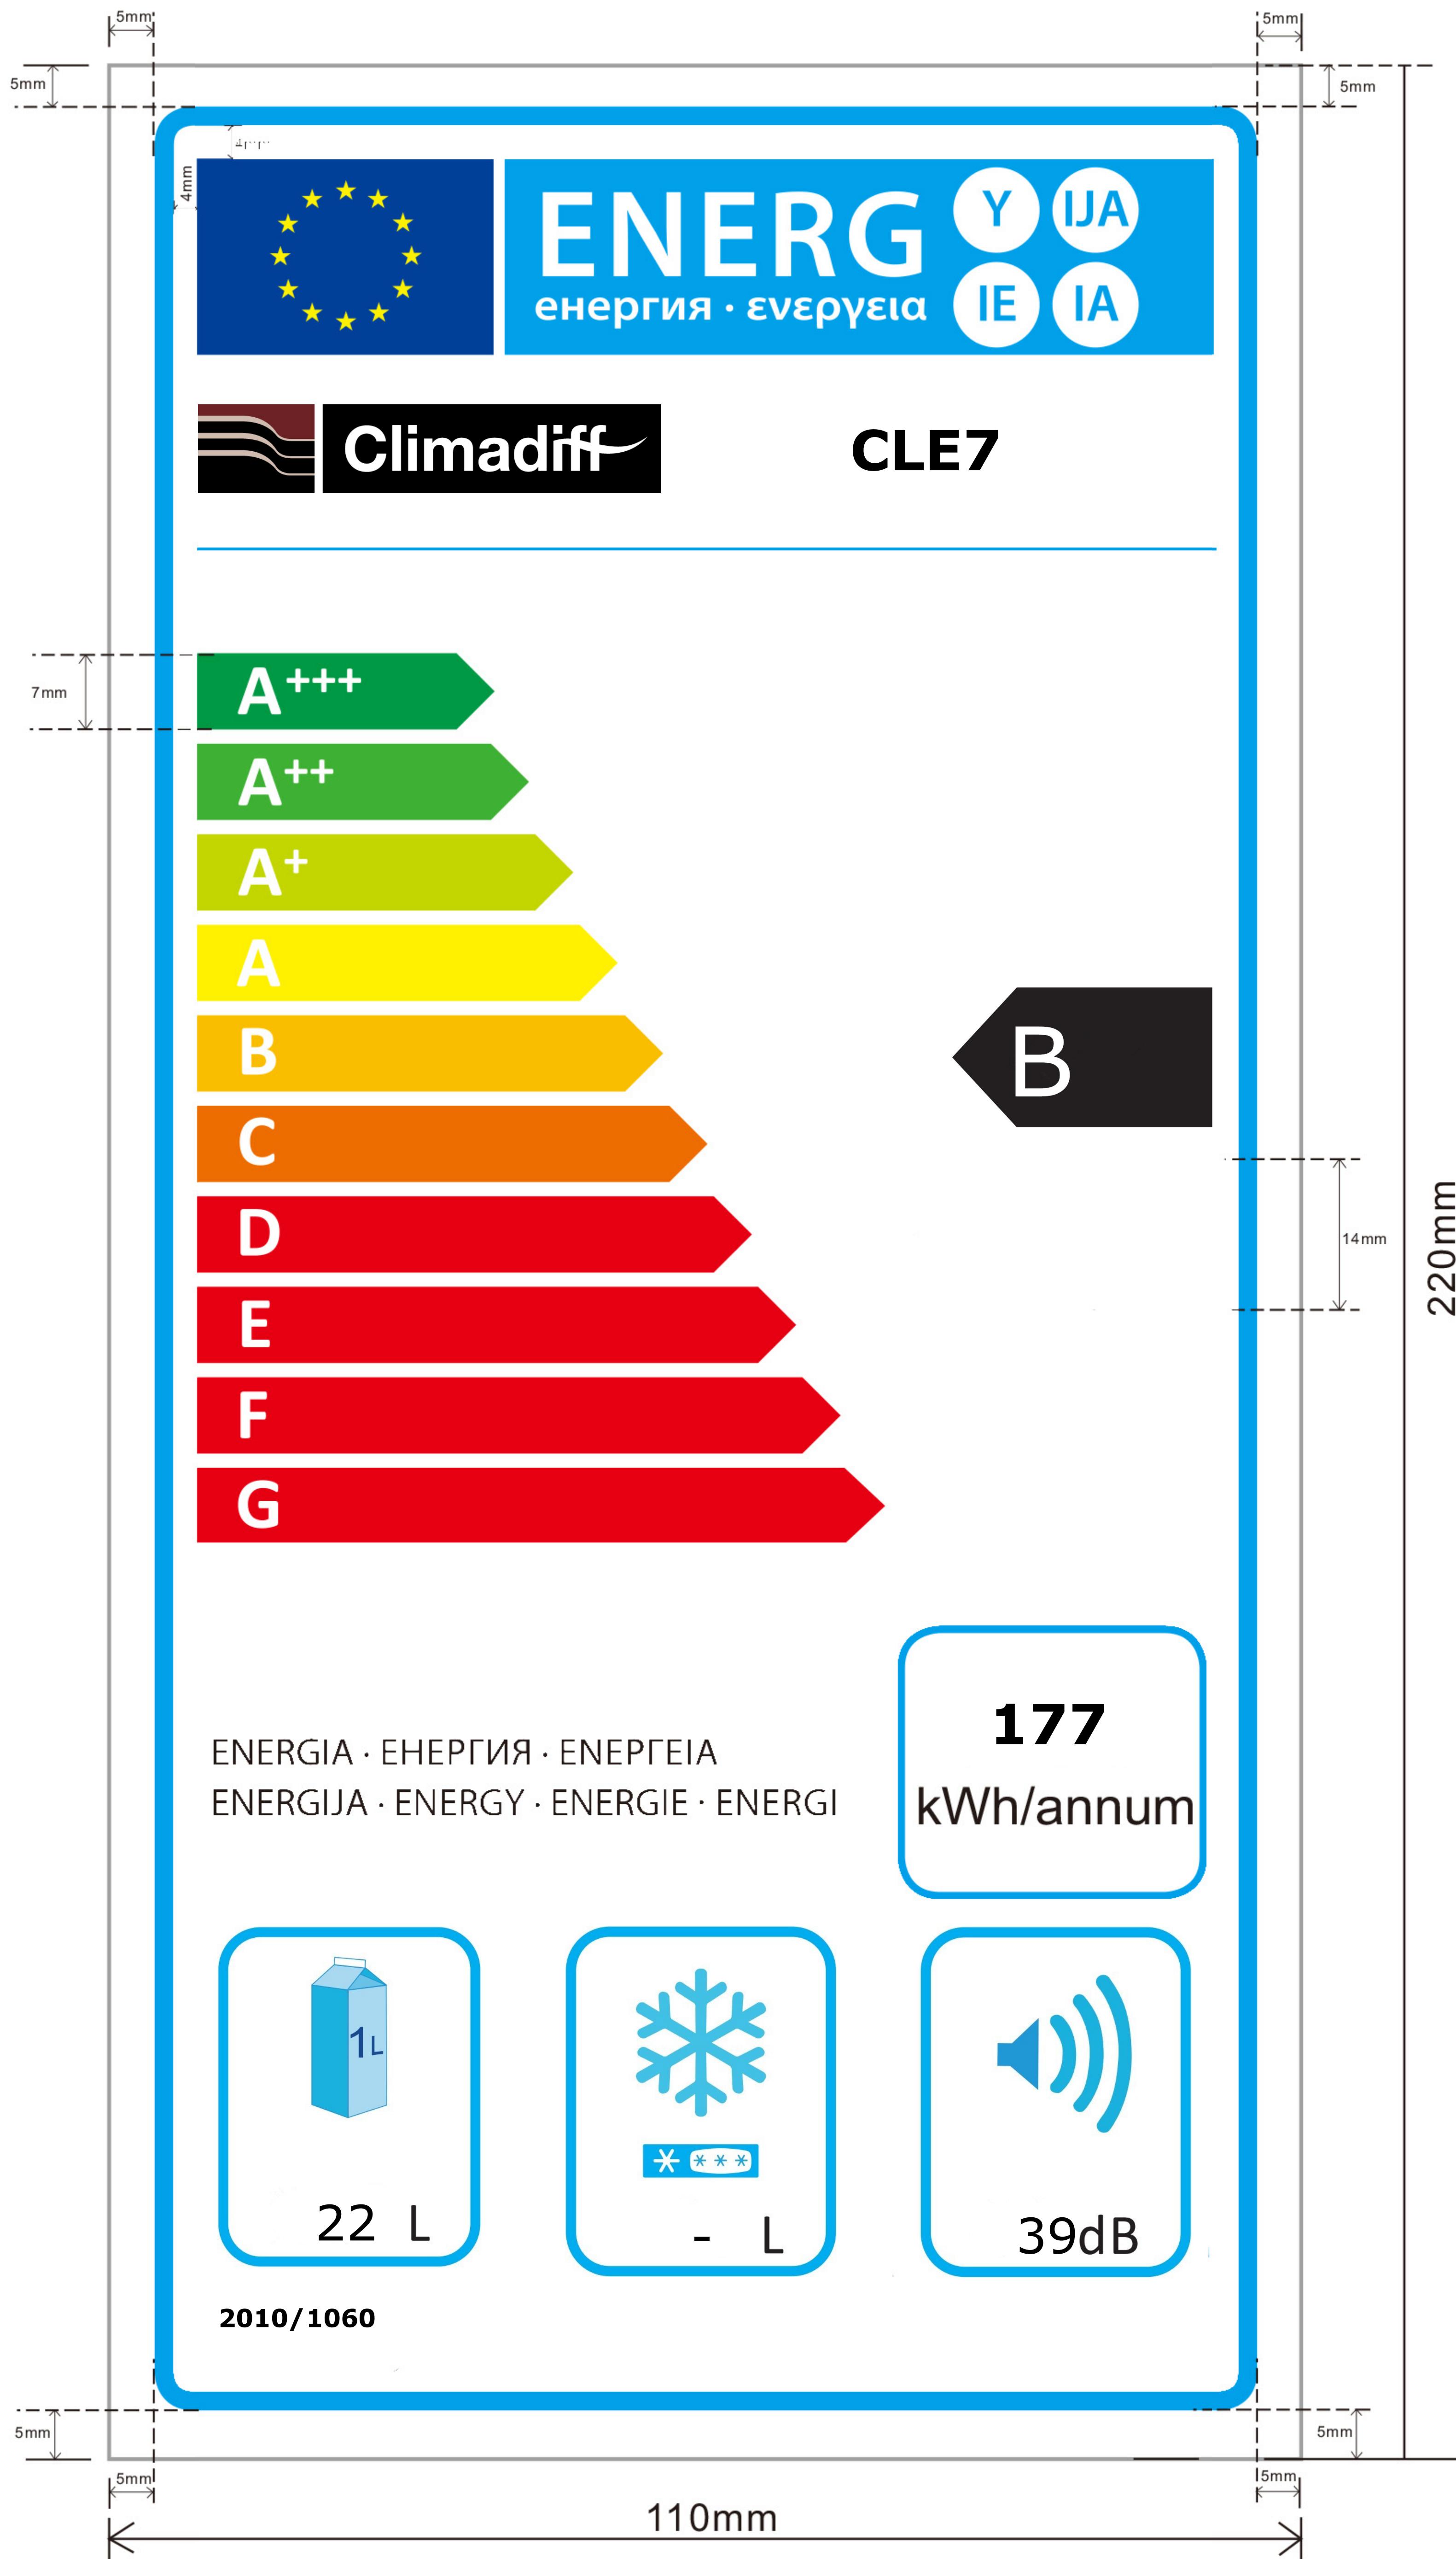 5mm
5mm
5mm
5mm
4mm
ENERG Y IJA
енергия · ενεργεια IE IA
Climadiff CLE7
7mm
A+++
A++
A+
A
B
B
C
D
14mm
220mm
E
F
G
177
ENERGIA · ЕНЕРГИЯ · ΕΝΕΡΓΕΙΑ
ENERGIJA · ENERGY · ENERGIE · ENERGI
kWh/annum
1L
22 L
- L
39dB
2010/1060
5mm
5mm
5mm
5mm
110mm